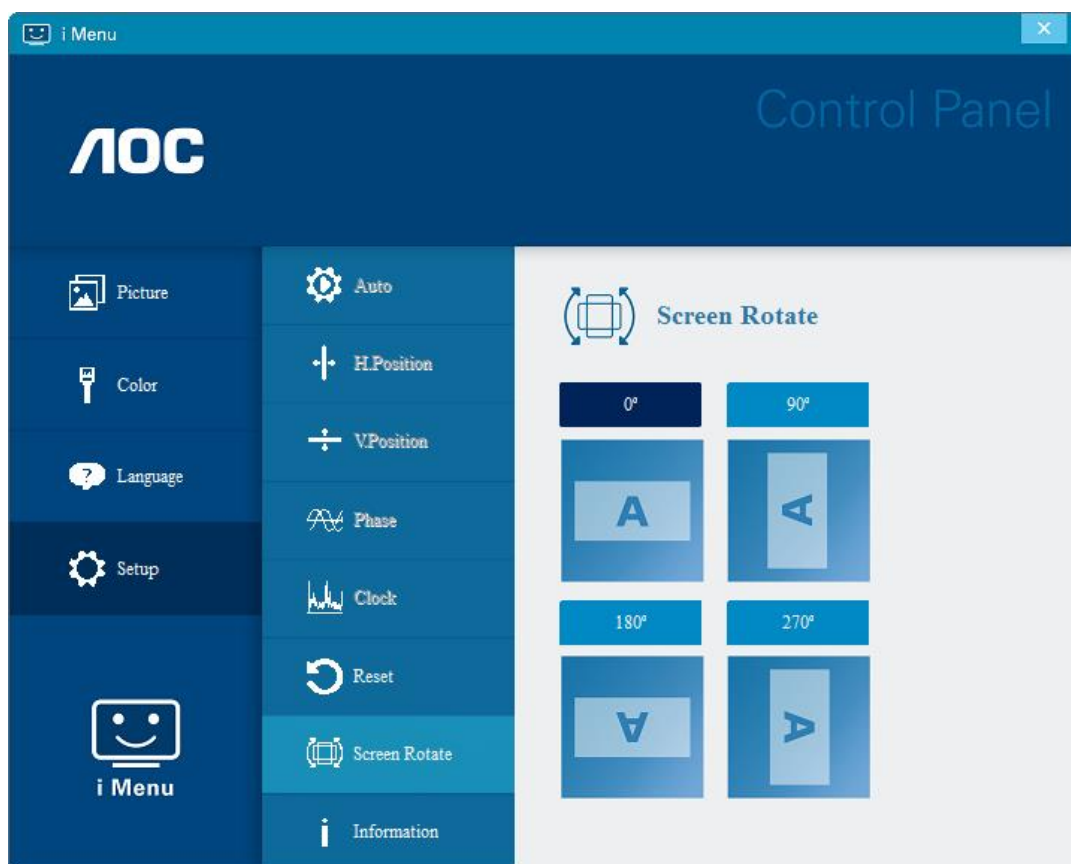 i Menu
Control Panel
AOC
Picture
Color
Language
Setup
i Menu
Auto
H.Position
V.Position
Phase
Clock
Reset
Screen Rotate
Information
Screen Rotate
0°
90°
A
A
180°
270°
A
A